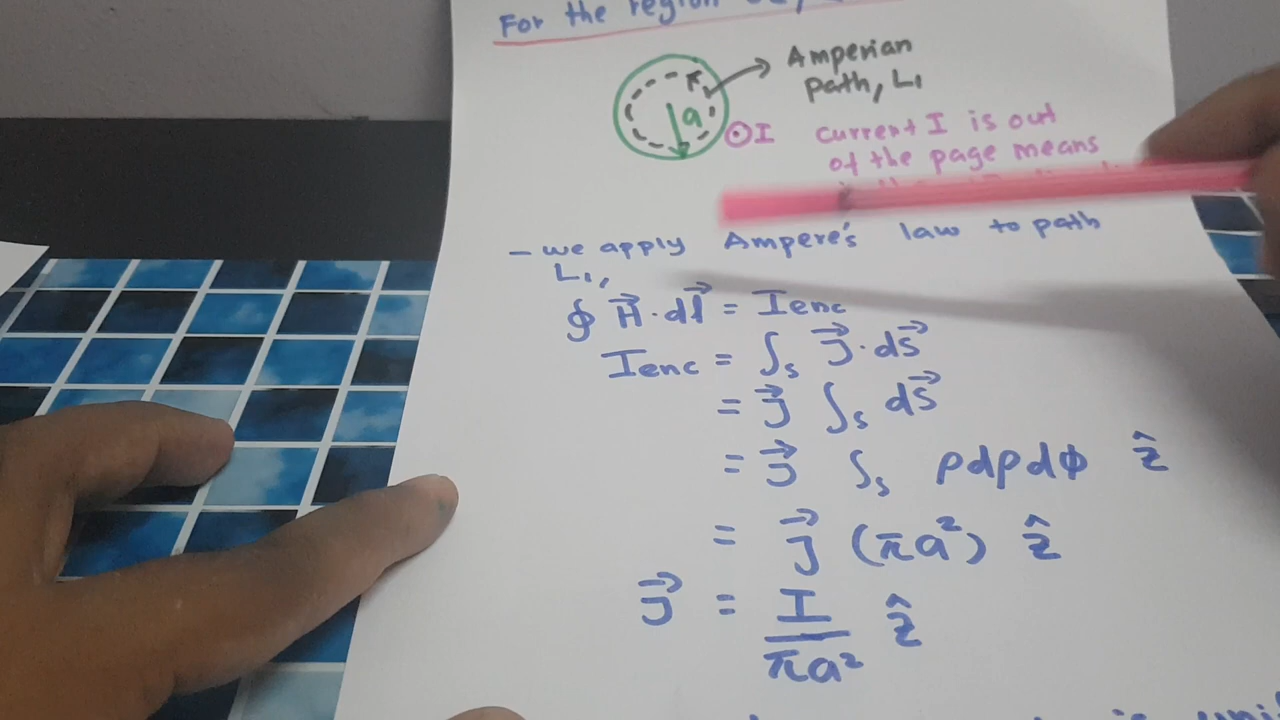 For the region
Amperian
path, L1
a
⊙I current I is out
of the page means
- we apply Ampere's law to path
L1,
∮ H⃗ · dl⃗ = Ienc
Ienc = ∫s J⃗ · ds⃗
= J⃗ ∫s ds⃗
= J⃗ ∫s ρdρdφ ẑ
= J⃗ (πa²) ẑ
J⃗ = I/πa² ẑ
is